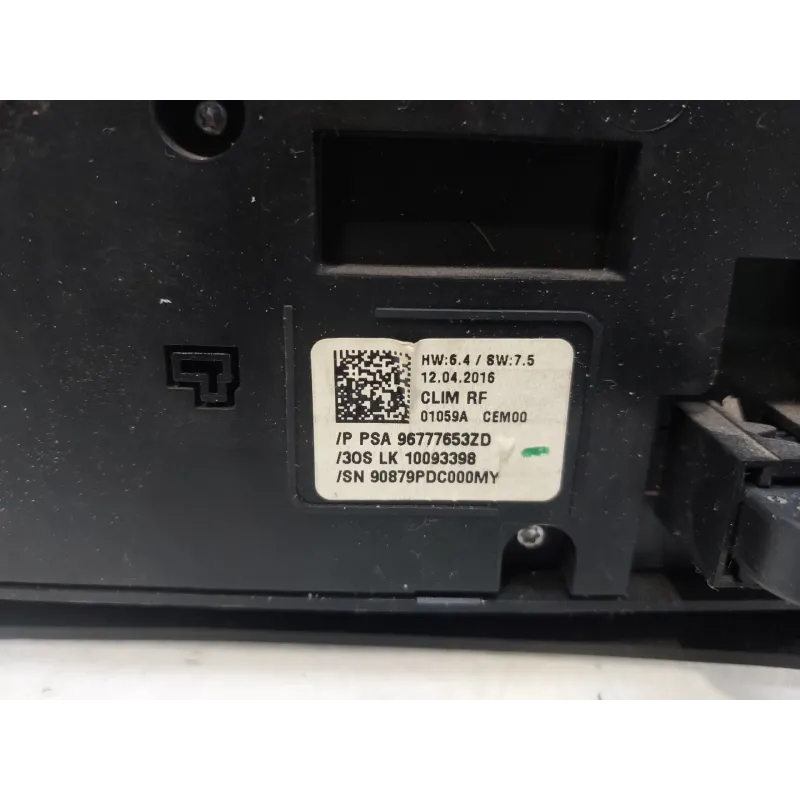 HW:6.4 / SW:7.5
12.04.2016
CLIM RF
01059A CEM00
/P PSA 96777653ZD
/3OS LK 10093398
/SN 90879PDC000MY